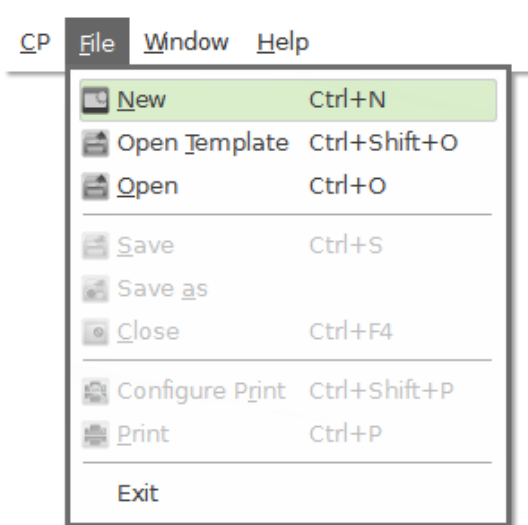 CP File Window Help
New Ctrl+N
Open Template Ctrl+Shift+O
Open Ctrl+O
Save Ctrl+S
Save as
Close Ctrl+F4
Configure Print Ctrl+Shift+P
Print Ctrl+P
Exit